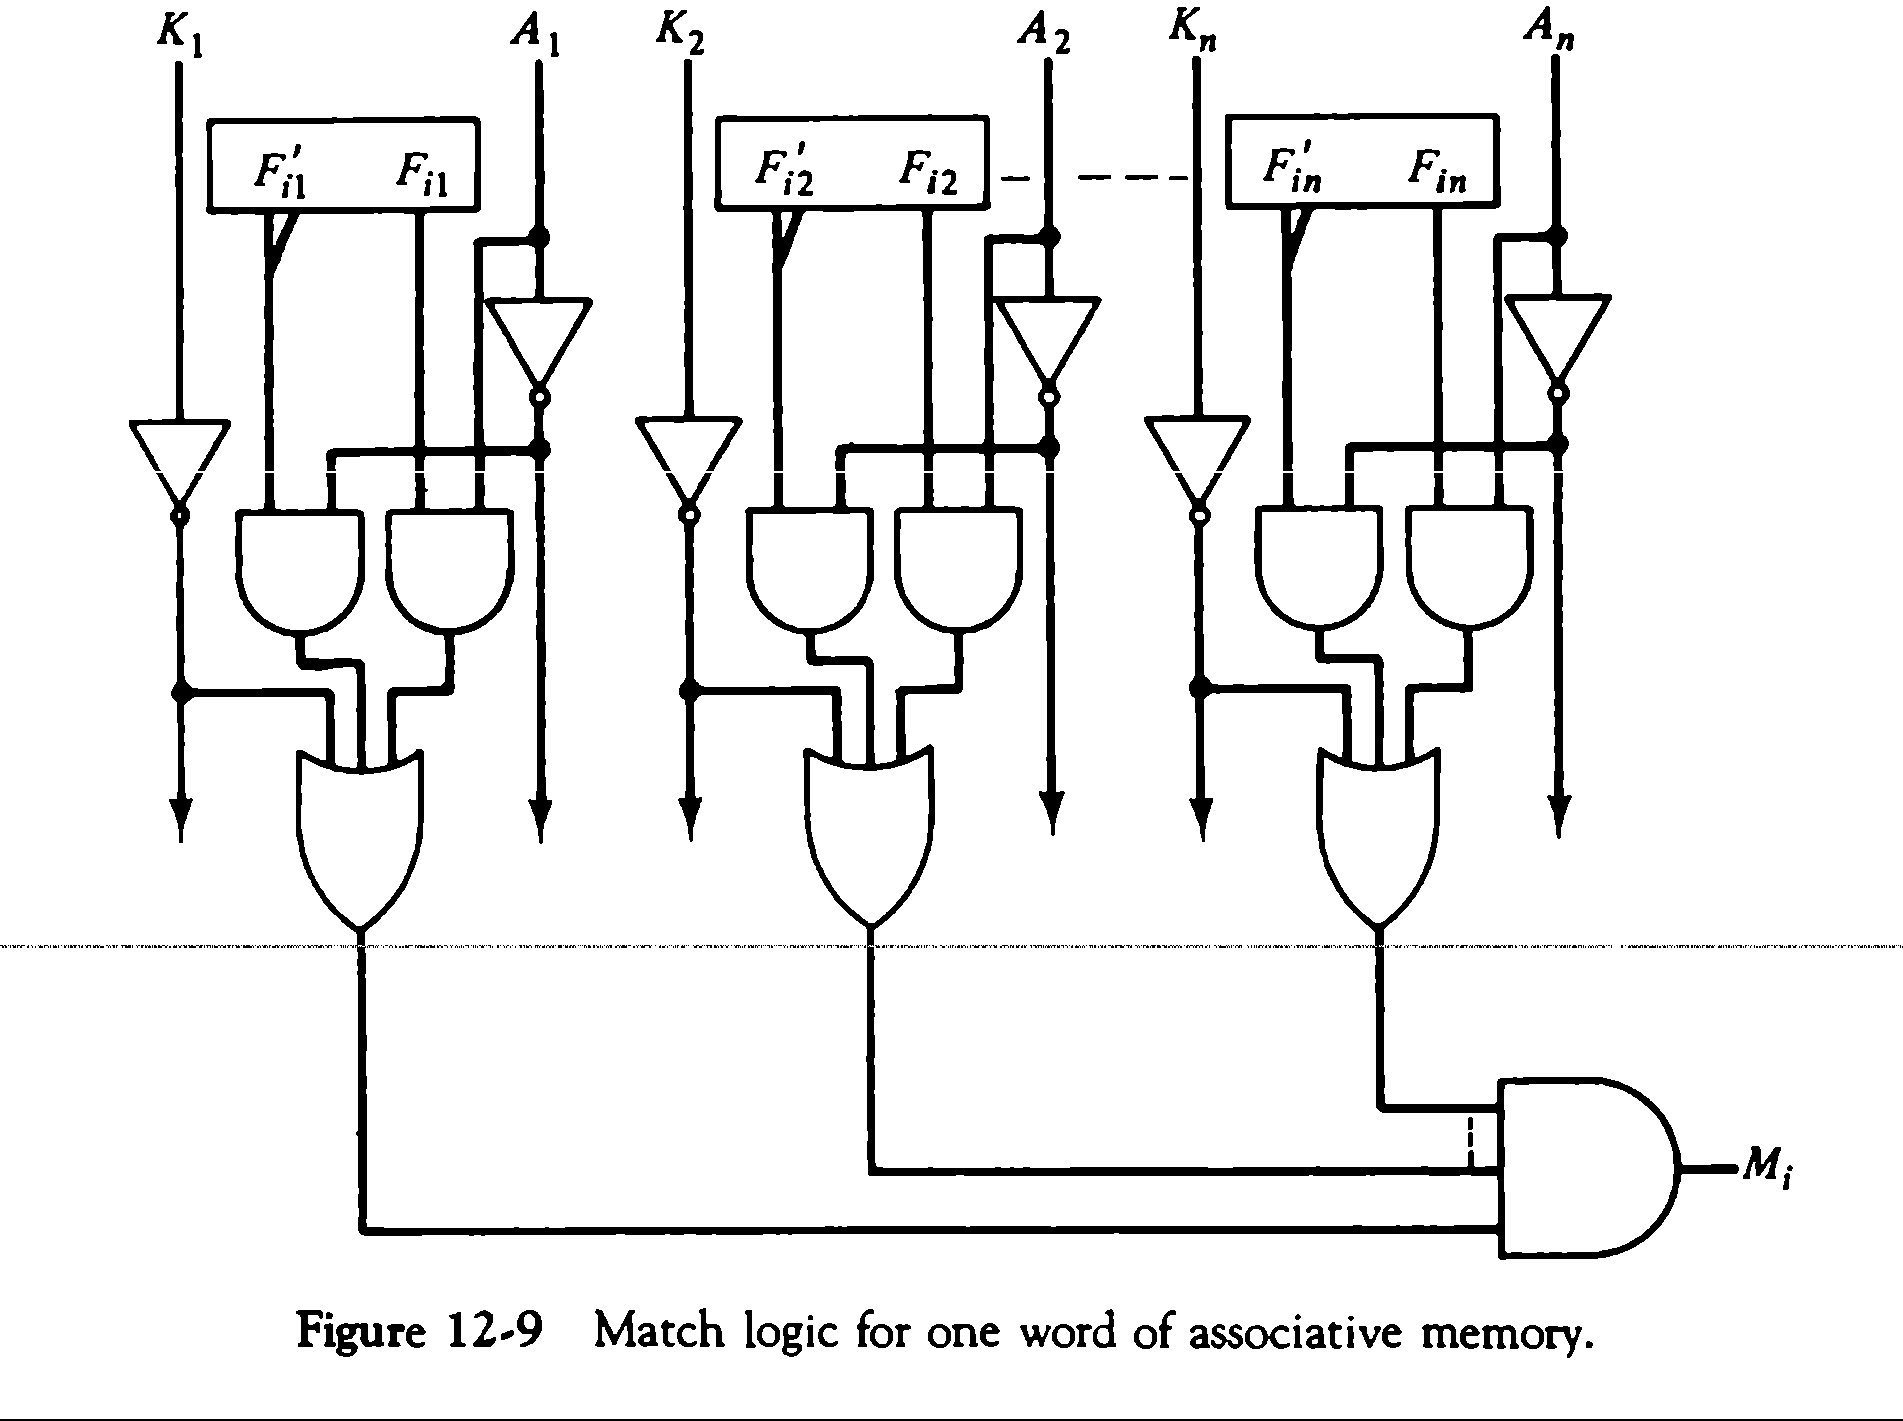 K₁ A₁ K₂ A₂ Kₙ Aₙ
F'ᵢ₁ Fᵢ₁ F'ᵢ₂ Fᵢ₂ F'ᵢₙ Fᵢₙ
Mᵢ
Figure 12-9 Match logic for one word of associative memory.